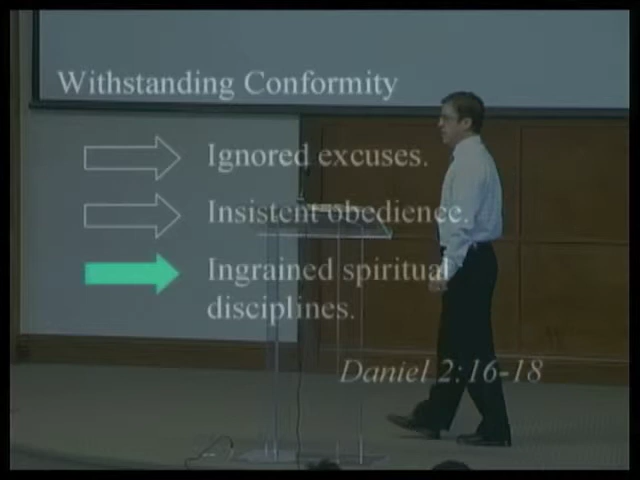 Withstanding Conformity
Ignored excuses.
Insistent obedience.
Ingrained spiritual
disciplines.
Daniel 2:16-18